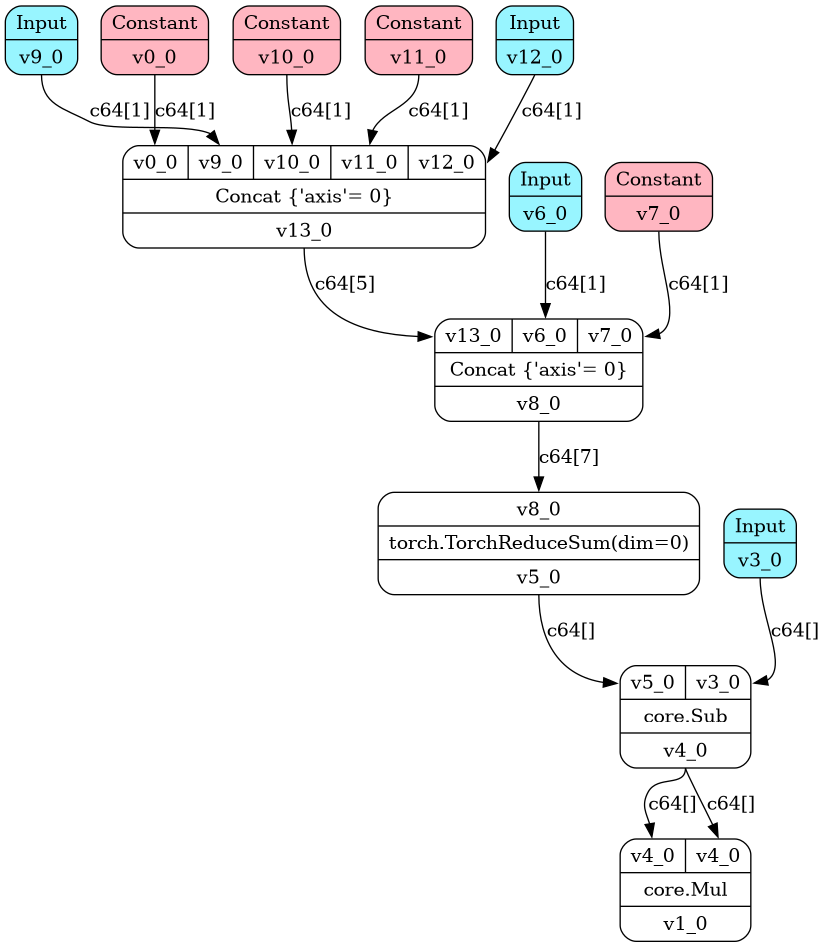 Input
v9_0
Constant
v0_0
Constant
v10_0
Constant
v11_0
Input
v12_0
c64[1]
c64[1]
c64[1]
c64[1]
c64[1]
v0_0 v9_0 v10_0 v11_0 v12_0
Concat {'axis'= 0}
v13_0
Input
v6_0
Constant
v7_0
c64[5]
c64[1]
c64[1]
v13_0 v6_0 v7_0
Concat {'axis'= 0}
v8_0
c64[7]
v8_0
torch.TorchReduceSum(dim=0)
v5_0
Input
v3_0
c64[]
c64[]
v5_0 v3_0
core.Sub
v4_0
c64[]
c64[]
v4_0 v4_0
core.Mul
v1_0